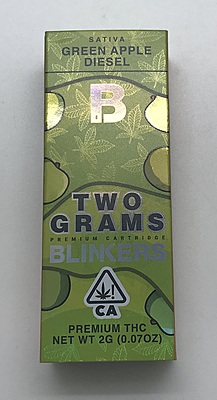 SATIVA
GREEN APPLE
DIESEL
B
TWO
GRAMS
PREMIUM CARTRIDGE
BLINKERS
!
CA
PREMIUM THC
NET WT 2G (0.07OZ)